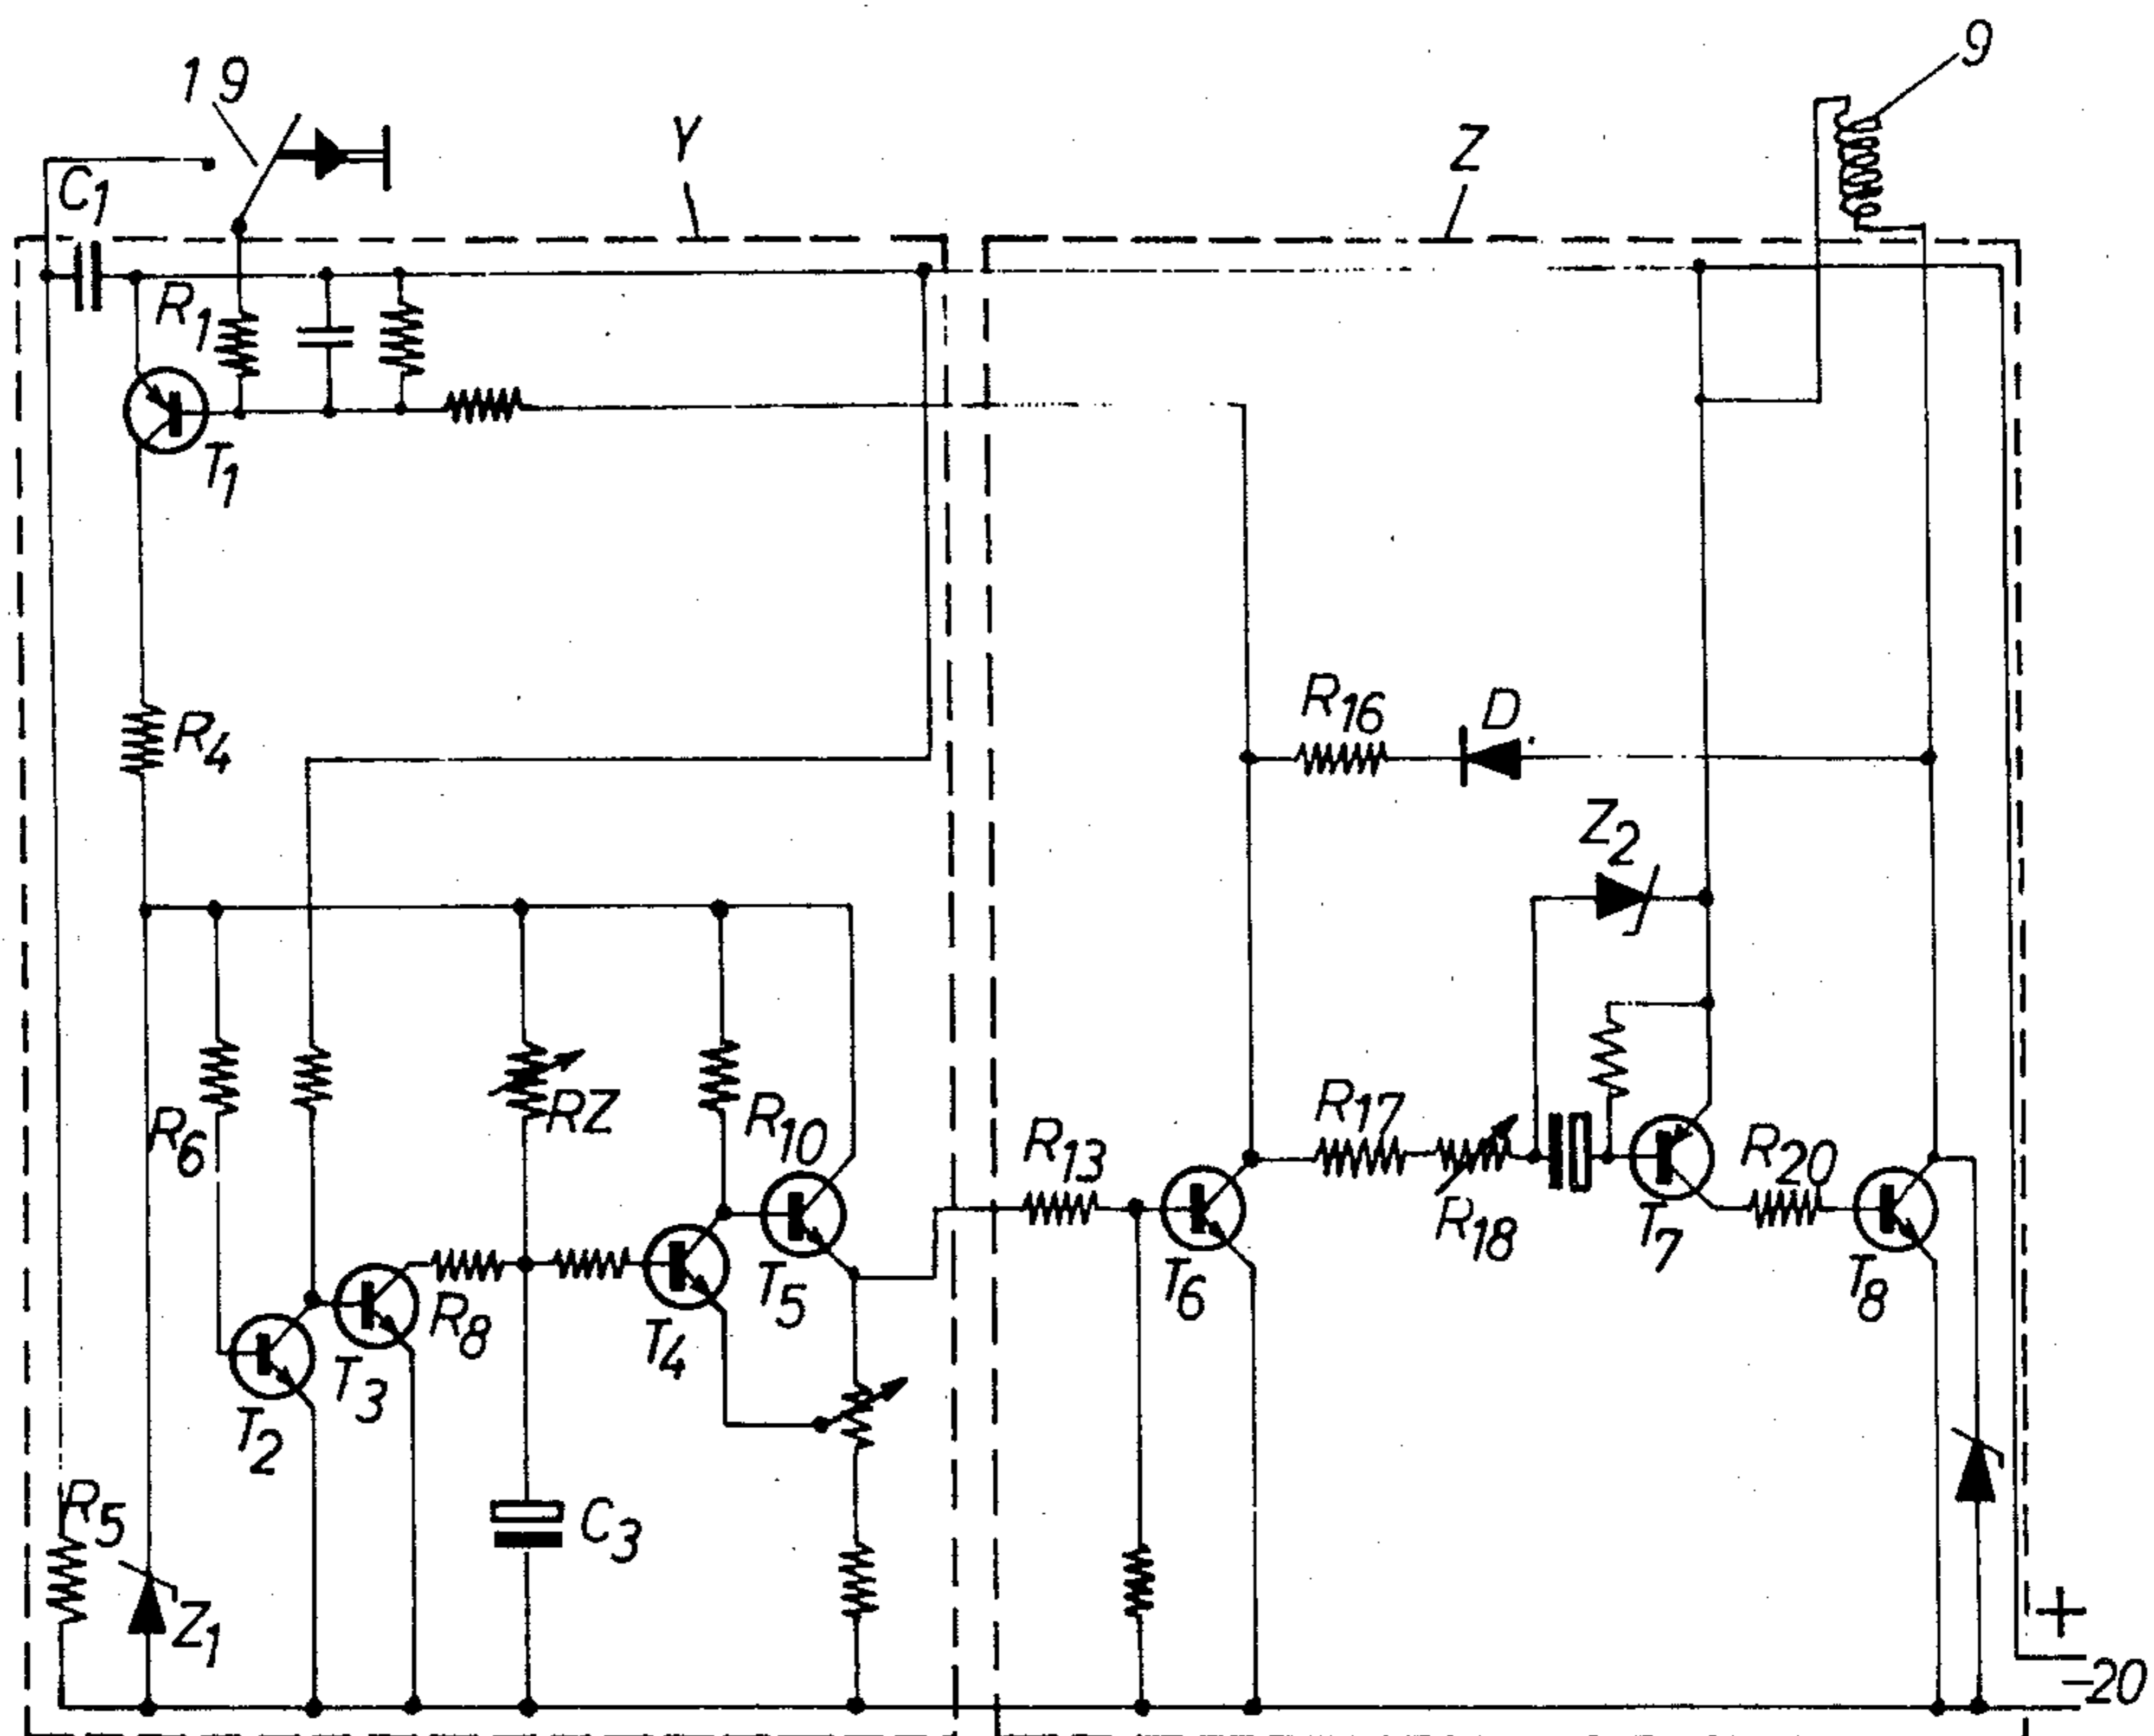 9
19
Y
Z
C1
R1
T1
R16
D
R4
Z2
R6
RZ
R10
R13
R17
R18
R20
T7
T6
T8
T5
T4
R8
T3
T2
R5
C3
Z1
+
-20